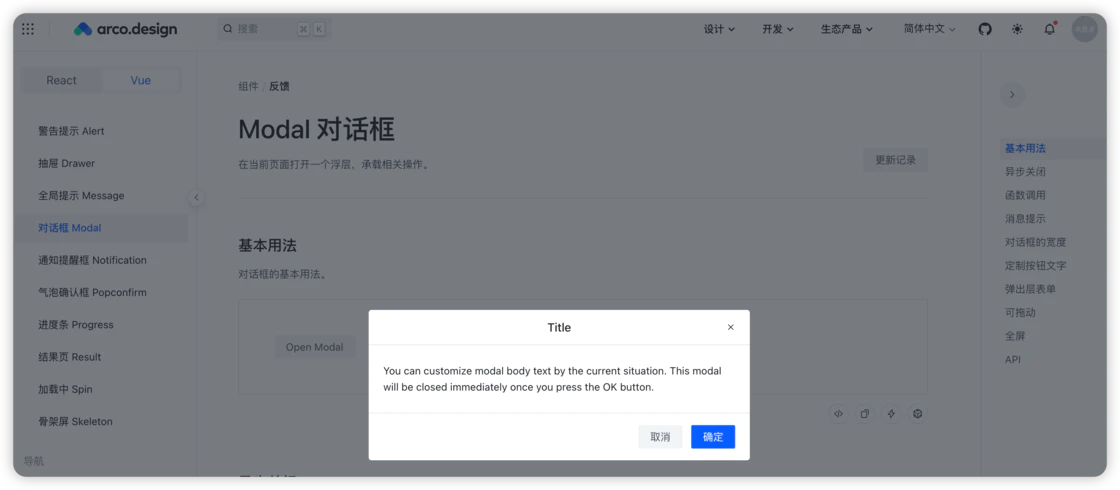 arco.design
搜索
⌘ K
设计
开发
生态产品
简体中文
React
Vue
警告提示 Alert
抽屉 Drawer
全局提示 Message
对话框 Modal
通知提醒框 Notification
气泡确认框 Popconfirm
进度条 Progress
结果页 Result
加载中 Spin
骨架屏 Skeleton
导航
组件 / 反馈
Modal 对话框
在当前页面打开一个浮层，承载相关操作。
更新记录
基本用法
对话框的基本用法。
Open Modal
Title
You can customize modal body text by the current situation. This modal
will be closed immediately once you press the OK button.
取消
确定
基本用法
异步关闭
函数调用
消息提示
对话框的宽度
定制按钮文字
弹出层表单
可拖动
全屏
API